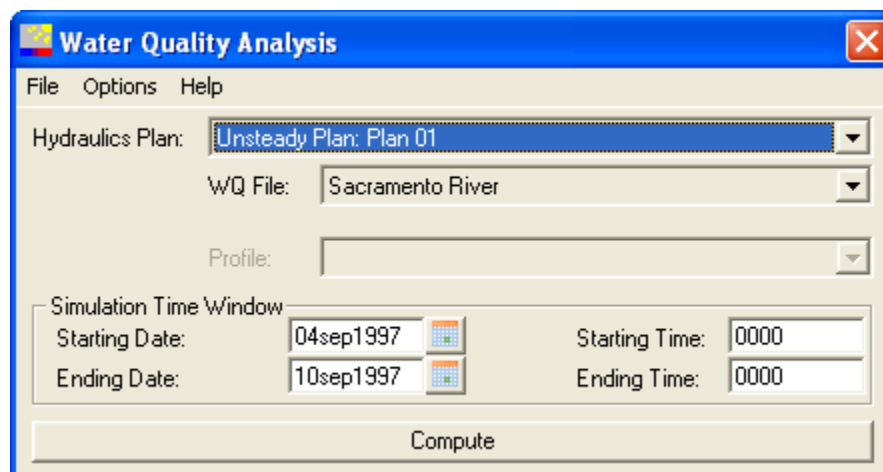 Water Quality Analysis
File Options Help
Hydraulics Plan: Unsteady Plan: Plan 01
WQ File: Sacramento River
Profile:
Simulation Time Window
Starting Date: 04sep1997 Starting Time: 0000
Ending Date: 10sep1997 Ending Time: 0000
Compute